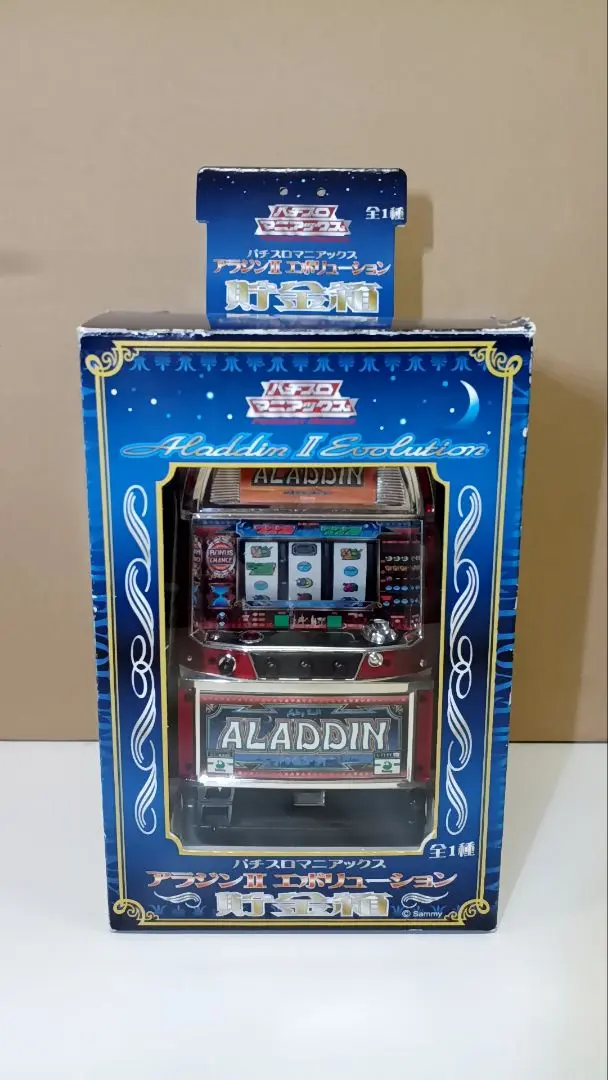 パチスロ
マニアックス
全1種
パチスロマニアックス
アラジンII エボリューション
貯金箱
パチスロ
マニアックス
Aladdin II Evolution
ALADDIN
BONUS
CHANCE
ALADDIN
全1種
パチスロマニアックス
アラジンII エボリューション
貯金箱
© Sammy